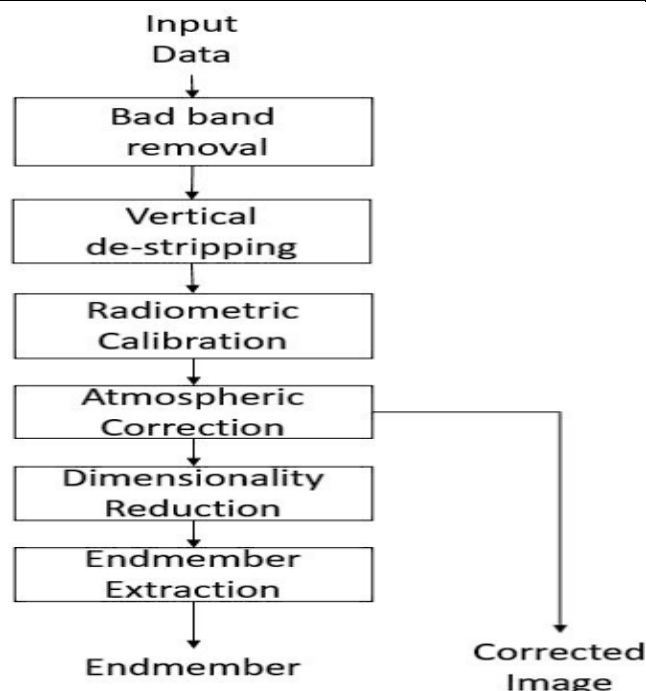 Input
Data
Bad band
removal
Vertical
de-stripping
Radiometric
Calibration
Atmospheric
Correction
Dimensionality
Reduction
Endmember
Extraction
Endmember
Corrected
Image